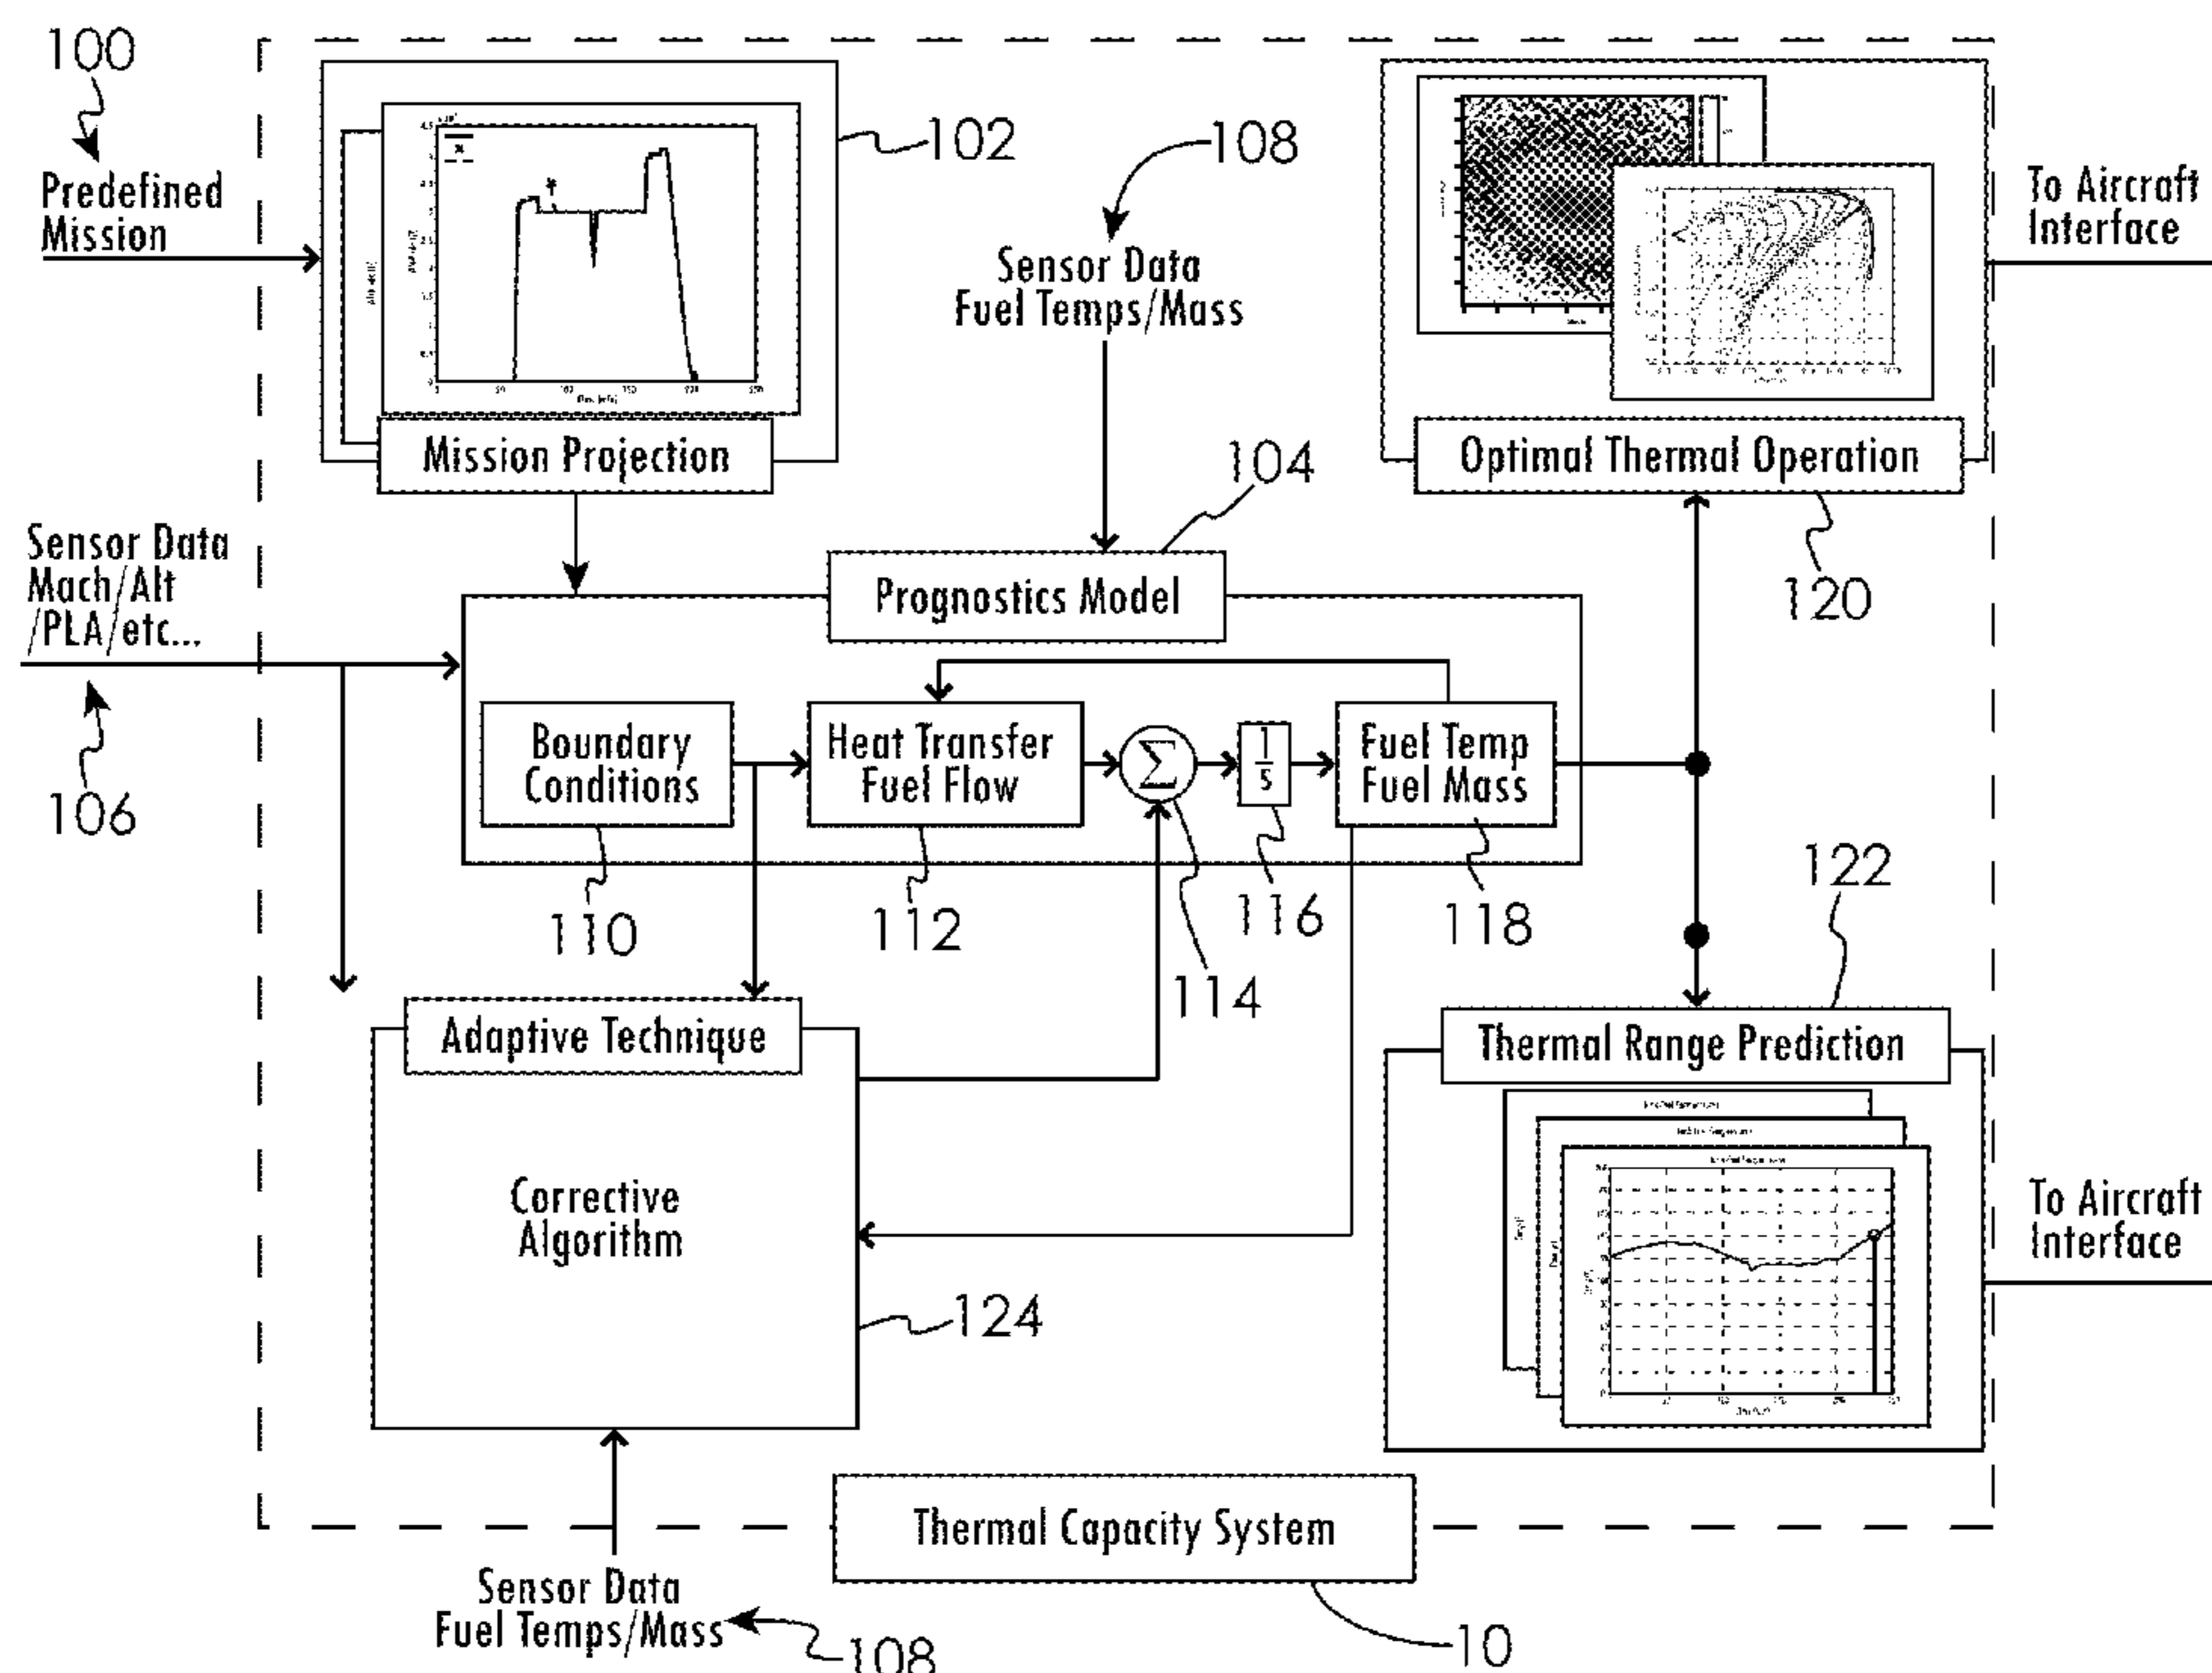 100
Predefined
Mission
102
Mission Projection
108
Sensor Data
Fuel Temps/Mass
To Aircraft
Interface
Optimal Thermal Operation
120
104
Sensor Data
Mach/Alt
/PLA/etc...
106
Prognostics Model
Boundary
Conditions
110
Heat Transfer
Fuel Flow
112
Σ
114
1
s
116
Fuel Temp
Fuel Mass
118
122
Adaptive Technique
Corrective
Algorithm
124
Thermal Range Prediction
To Aircraft
Interface
Thermal Capacity System
10
Sensor Data
Fuel Temps/Mass
108